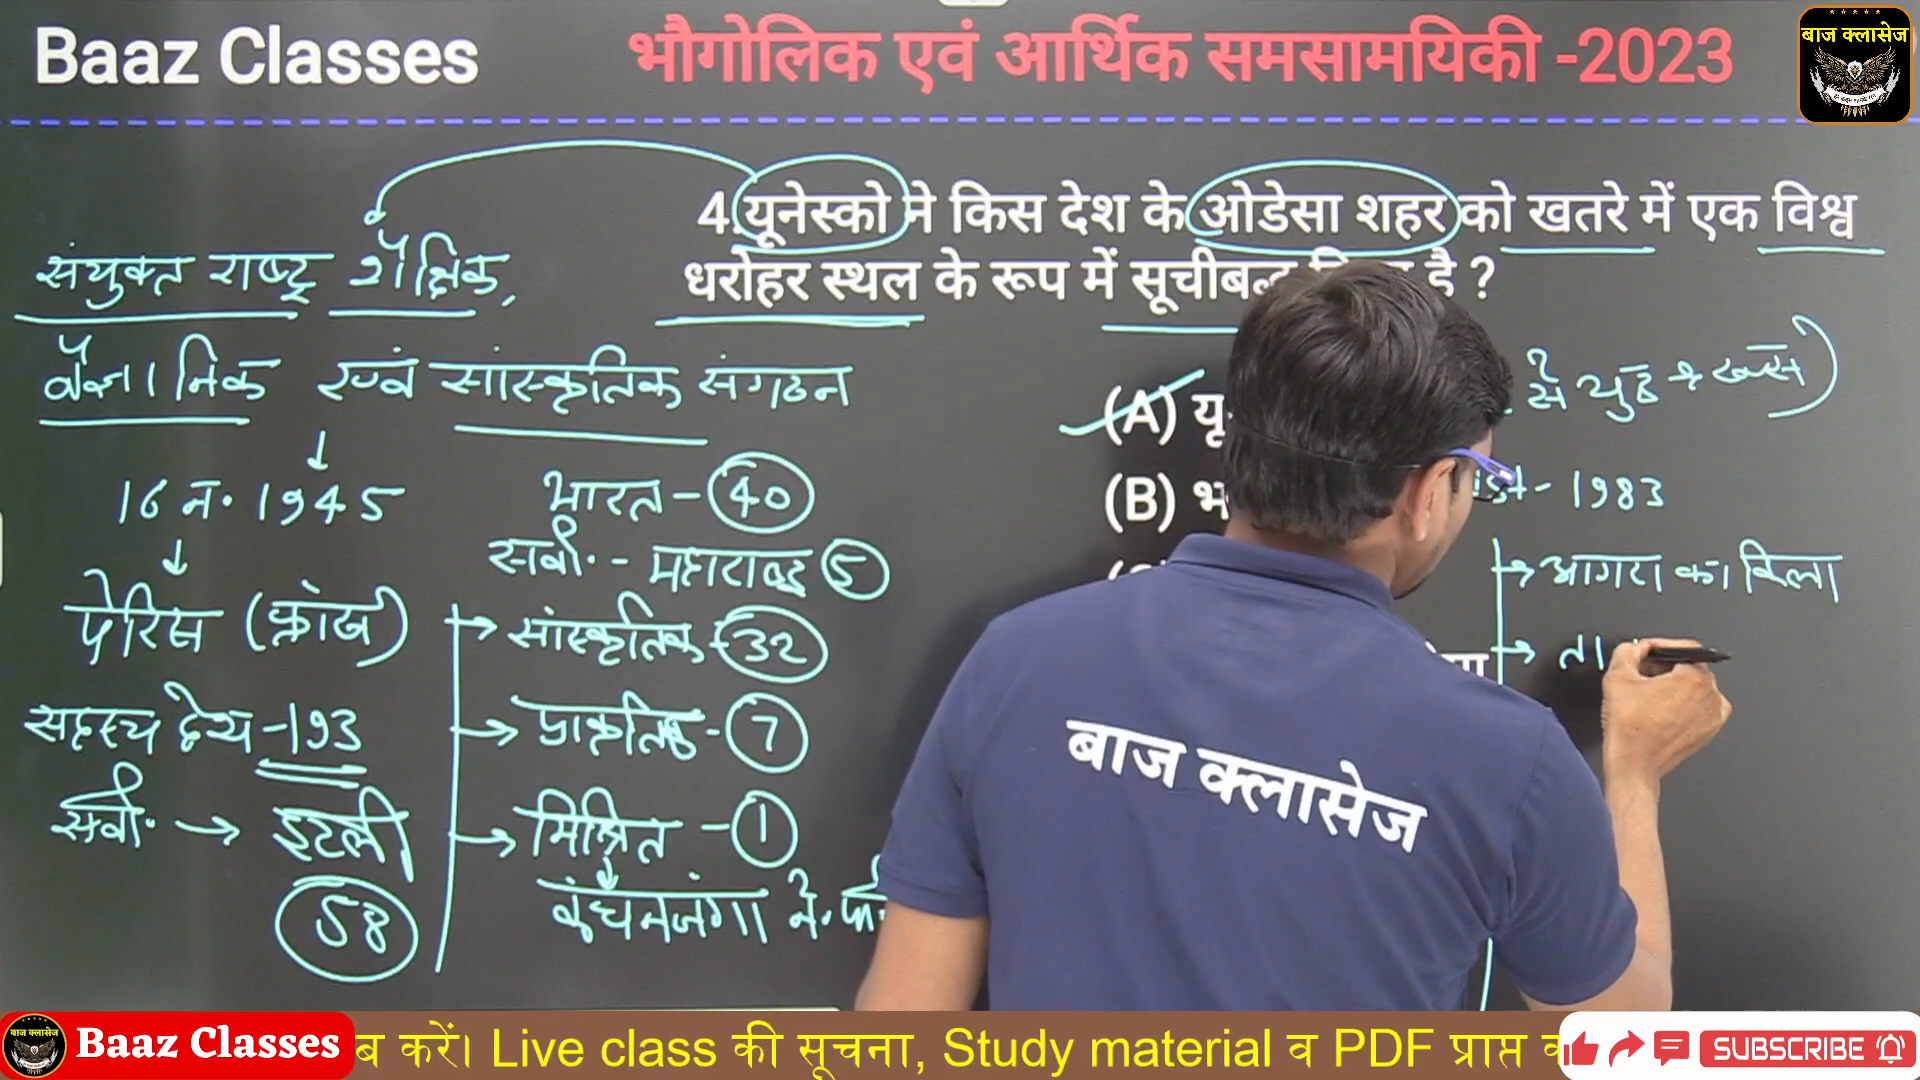 Baaz Classes
भौगोलिक एवं आर्थिक समसामयिकी -2023
बाज क्लासेज
4.यूनेस्को ने किस देश के ओडेसा शहर को खतरे में एक विश्व
धरोहर स्थल के रूप में सूचीबद्ध है ?
(A) यू
(B) भ
से युद्ध रूस)
1st - 1983
→ आगरा का किला
→ ता
संयुक्त राष्ट्र शैक्षिक,
वैज्ञानिक एवं सांस्कृतिक संगठन
16 न. 1945
पेरिस (फ्रांस)
सदस्य देश -193
सर्वा. → इटली
58
भारत - 40
सर्वा. - महाराष्ट्र 5
→ सांस्कृतिक - 32
→ प्राकृतिक - 7
→ मिश्रित - 1
कंचनजंगा ने.
बाज क्लासेज
बाज क्लासेज
Baaz Classes
ब करें। Live class की सूचना, Study material व PDF प्राप्त
SUBSCRIBE